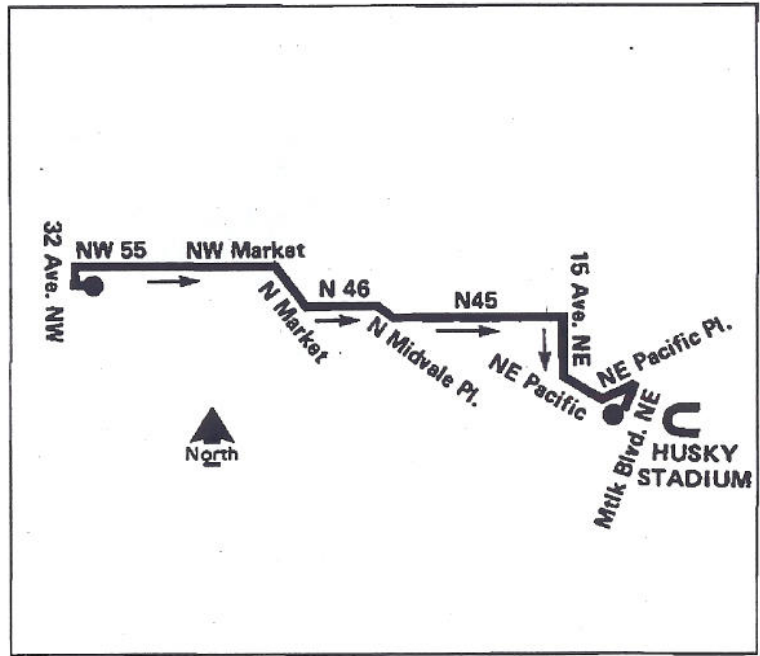 32 Ave. NW
NW 55
NW Market
N Market
N 46
N Midvale Pl.
N45
15 Ave. NE
NE Pacific
NE Pacific Pl.
Mtlk Blvd. NE
HUSKY
STADIUM
North